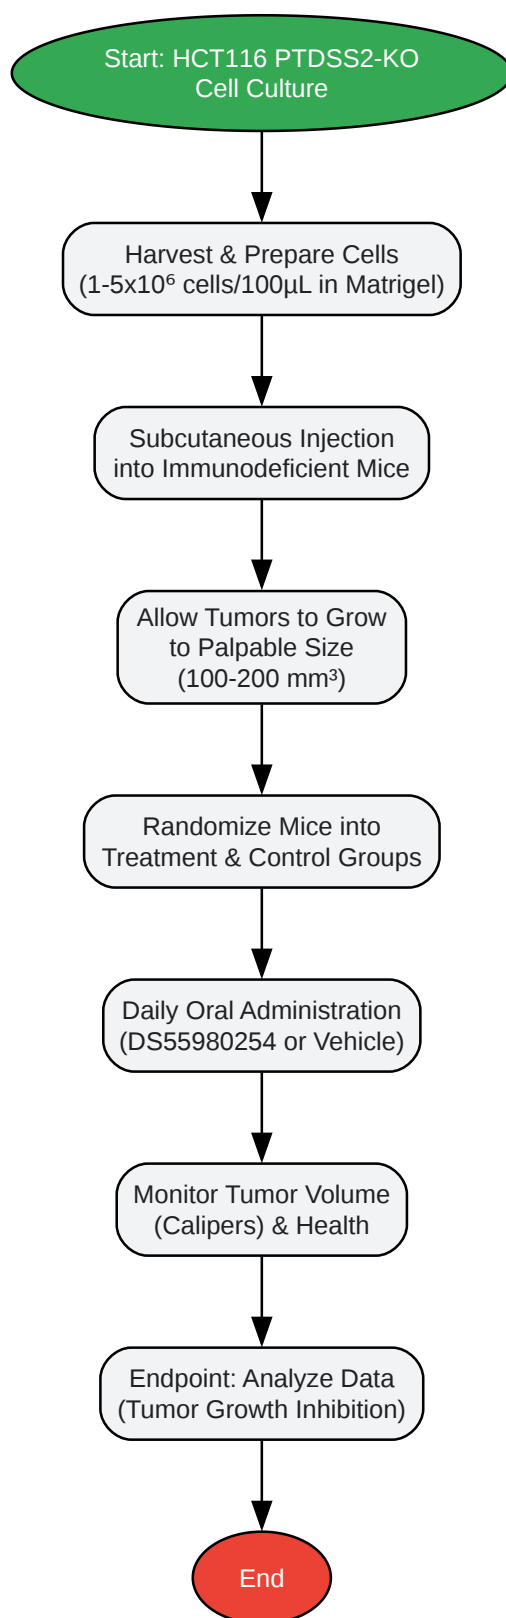 Start: HCT116 PTDSS2-KO
Cell Culture
Harvest & Prepare Cells
(1-5x10⁶ cells/100µL in Matrigel)
Subcutaneous Injection
into Immunodeficient Mice
Allow Tumors to Grow
to Palpable Size
(100-200 mm³)
Randomize Mice into
Treatment & Control Groups
Daily Oral Administration
(DS55980254 or Vehicle)
Monitor Tumor Volume
(Calipers) & Health
Endpoint: Analyze Data
(Tumor Growth Inhibition)
End